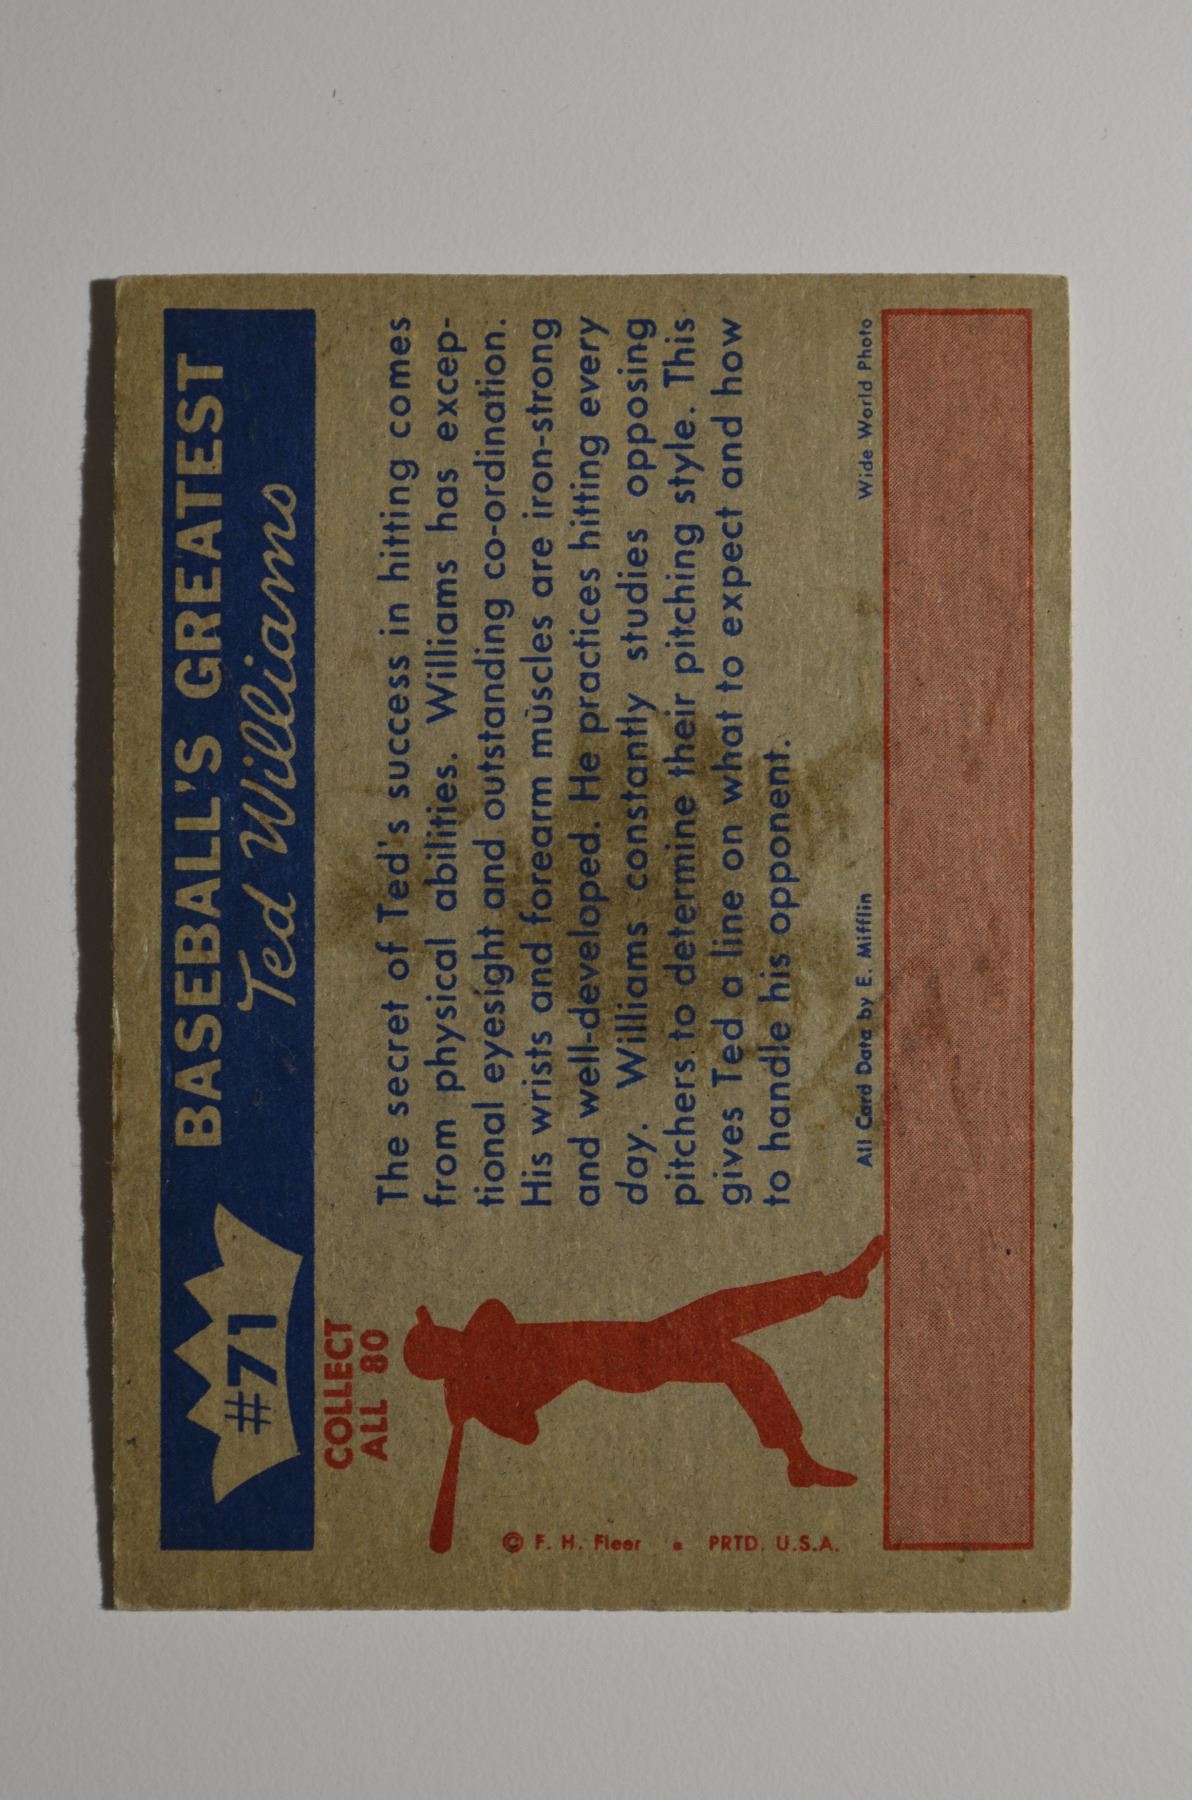 #71
BASEBALL'S GREATEST
Ted Williams
COLLECT
ALL 80
The secret of Ted's success in hitting comes
from physical abilities. Williams has excep-
tional eyesight and outstanding co-ordination.
His wrists and forearm muscles are iron-strong
and well-developed. He practices hitting every
day. Williams constantly studies opposing
pitchers to determine their pitching style. This
gives Ted a line on what to expect and how
to handle his opponent.
All Card Data by E. Mifflin
Wide World Photo
© F. H. Fleer • PRTD. U.S.A.